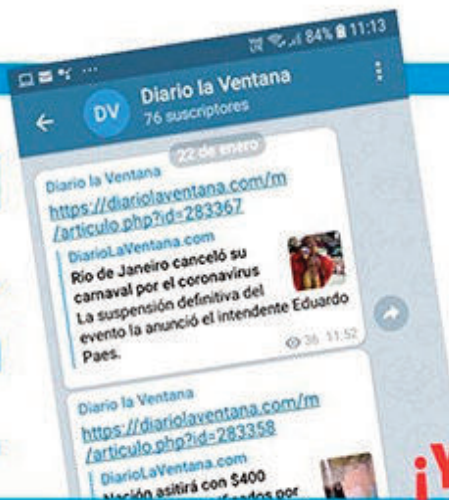 84% 11:13
DV Diario la Ventana
76 suscriptores
22 de enero
Diario la Ventana
https://diariolaventana.com/m
/articulo.php?id=283367
DiarioLaVentana.com
Rio de Janeiro canceló su
carnaval por el coronavirus
La suspensión definitiva del
evento la anunció el intendente Eduardo
Paes.
36 11:52
Diario la Ventana
https://diariolaventana.com/m
/articulo.php?id=283358
DiarioLaVentana.com
Nación asitirá con $400
por
¡Y